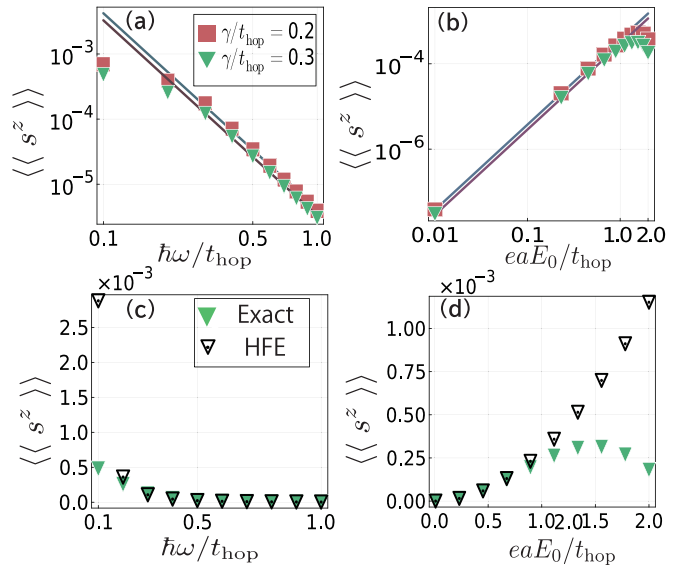 (a)
γ/t_hop = 0.2
γ/t_hop = 0.3
10⁻³
10⁻⁴
10⁻⁵
⟨⟨ s^z ⟩⟩
0.1 0.5 1.0
ħω/t_hop
(b)
10⁻⁴
10⁻⁶
⟨⟨ s^z ⟩⟩
0.01 0.1 1.0 2.0
eaE₀/t_hop
×10⁻³
(c)
Exact
HFE
2.5
2.0
1.5
1.0
0.5
0.0
⟨⟨ s^z ⟩⟩
0.1 0.5 1.0
ħω/t_hop
×10⁻³
(d)
1.00
0.75
0.50
0.25
0.00
⟨⟨ s^z ⟩⟩
0.0 0.5 1.0 2.0 1.5 2.0
eaE₀/t_hop